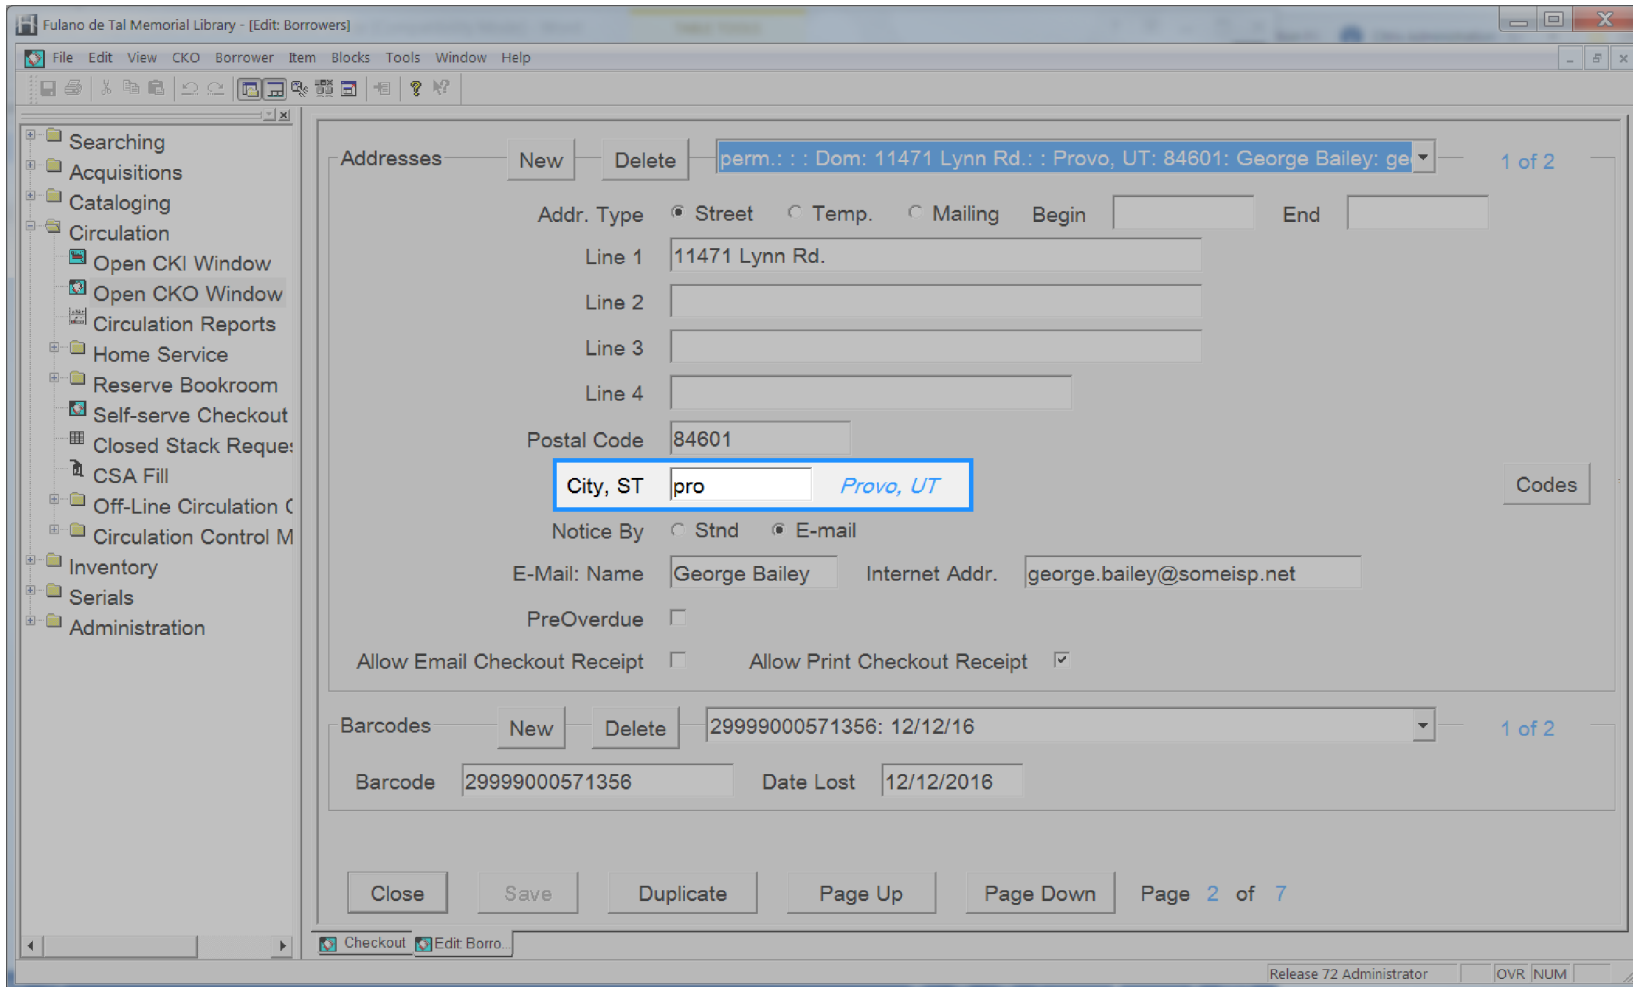 Fulano de Tal Memorial Library - [Edit: Borrowers]
File Edit View CKO Borrower Item Blocks Tools Window Help
Searching
Acquisitions
Cataloging
Circulation
Open CKI Window
Open CKO Window
Circulation Reports
Home Service
Reserve Bookroom
Self-serve Checkout
Closed Stack Reques
CSA Fill
Off-Line Circulation C
Circulation Control M
Inventory
Serials
Administration
Addresses New Delete perm.: : : Dom: 11471 Lynn Rd.: : Provo, UT: 84601: George Bailey: ge 1 of 2
Addr. Type Street Temp. Mailing Begin End
Line 1 11471 Lynn Rd.
Line 2
Line 3
Line 4
Postal Code 84601
City, ST pro Provo, UT
Codes
Notice By Stnd E-mail
E-Mail: Name George Bailey Internet Addr. george.bailey@someisp.net
PreOverdue
Allow Email Checkout Receipt Allow Print Checkout Receipt
Barcodes New Delete 29999000571356: 12/12/16 1 of 2
Barcode 29999000571356 Date Lost 12/12/2016
Close Save Duplicate Page Up Page Down Page 2 of 7
Checkout Edit: Borro...
Release 72 Administrator OVR NUM